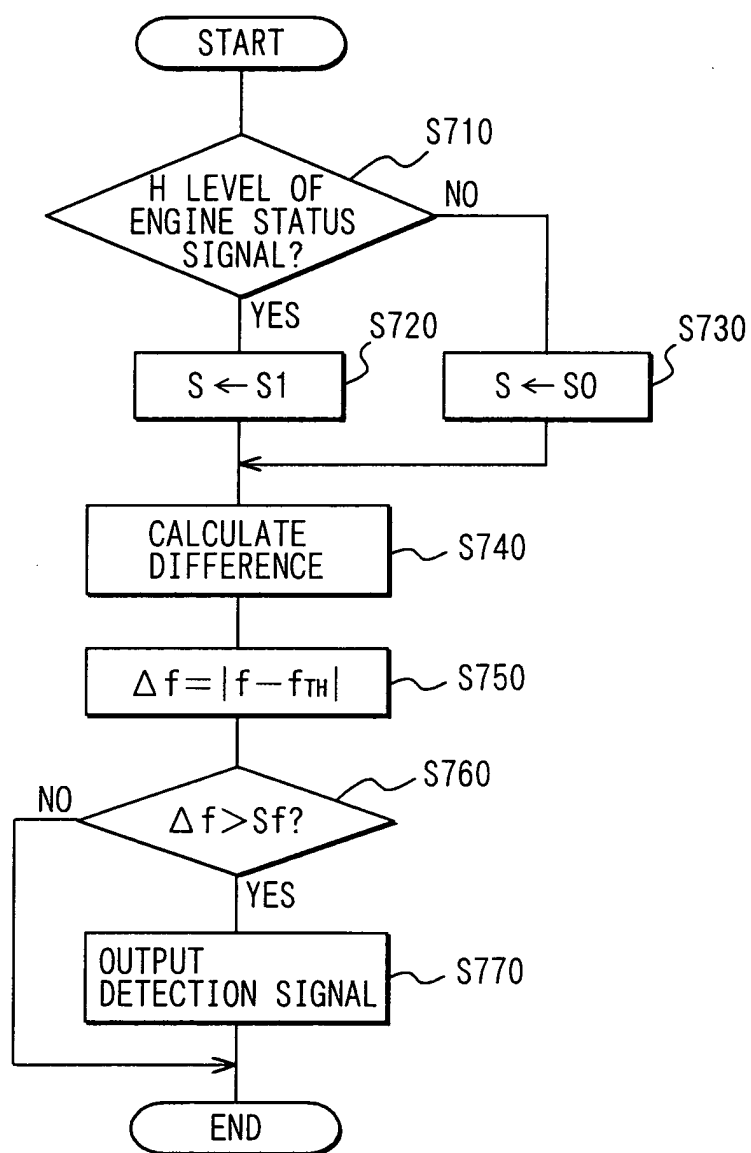 START
S710
H LEVEL OF
ENGINE STATUS
SIGNAL?
NO
YES
S720
S730
S ← S1
S ← S0
CALCULATE
DIFFERENCE
S740
Δf=|f−fTH|
S750
S760
NO
Δf>Sf?
YES
OUTPUT
DETECTION SIGNAL
S770
END